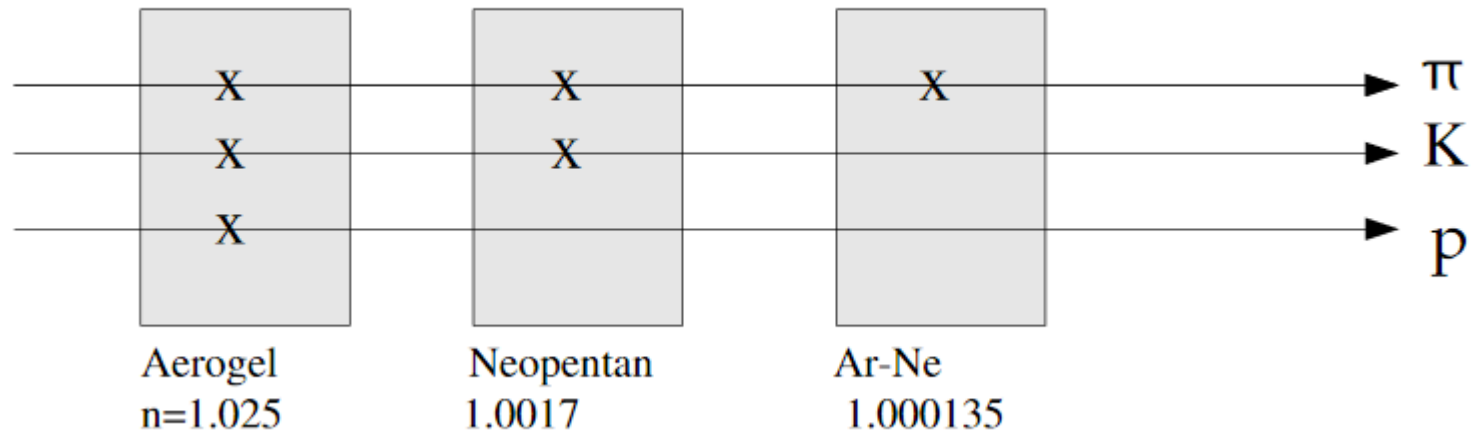 X X X π
X X K
X p
Aerogel Neopentan Ar-Ne
n=1.025 1.0017 1.000135